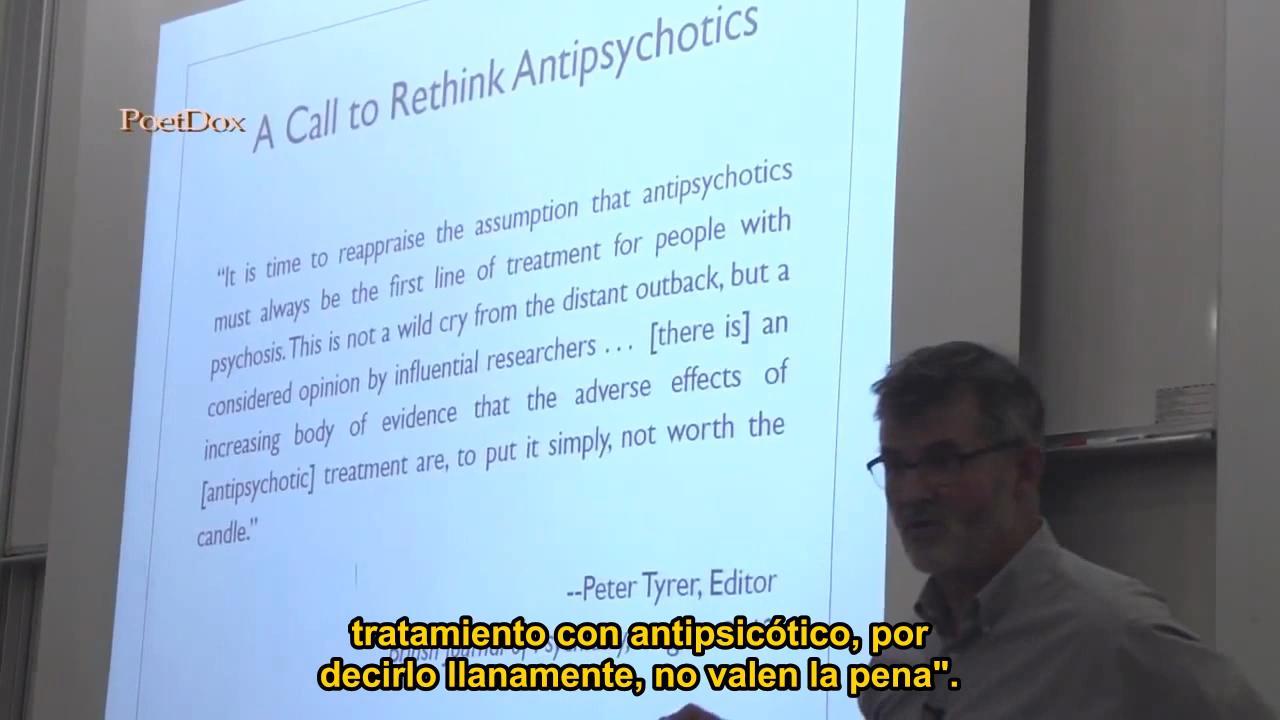 PoetDox
A Call to Rethink Antipsychotics
“It is time to reappraise the assumption that antipsychotics
must always be the first line of treatment for people with
psychosis. This is not a wild cry from the distant outback, but a
considered opinion by influential researchers . . . [there is] an
increasing body of evidence that the adverse effects of
[antipsychotic] treatment are, to put it simply, not worth the
candle.”
--Peter Tyrer, Editor
British Journal of
tratamiento con antipsicótico, por
decirlo llanamente, no valen la pena".